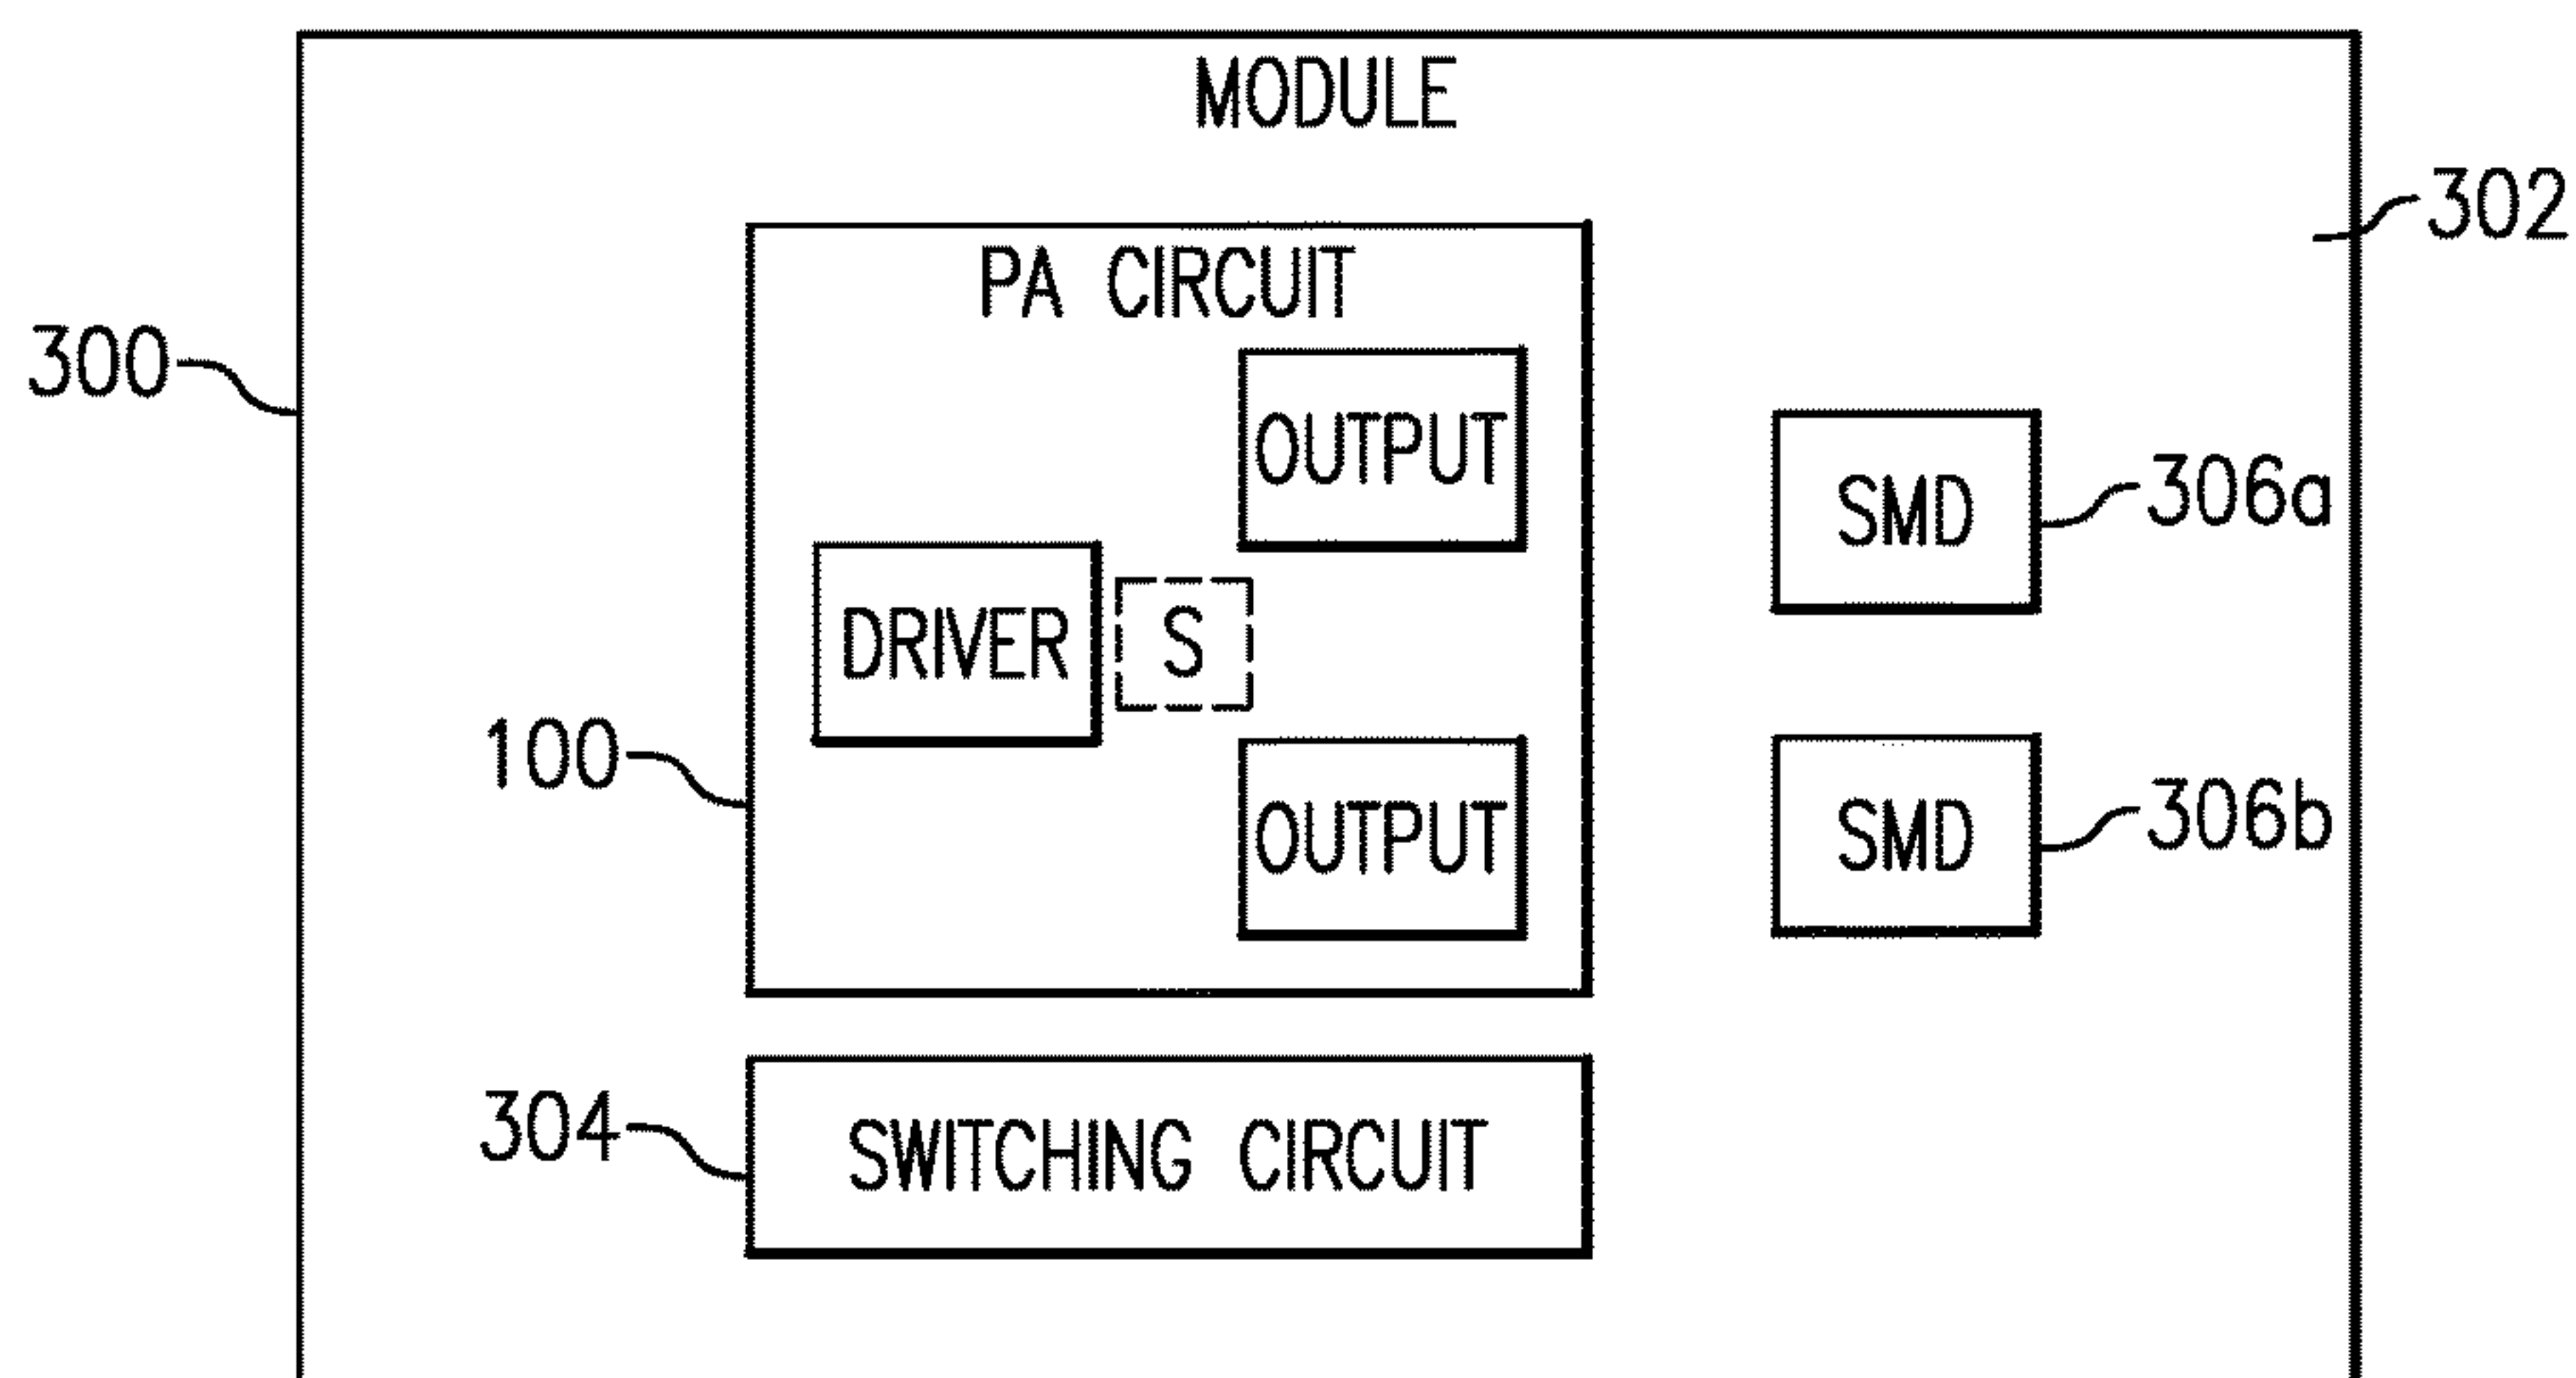 MODULE
302
PA CIRCUIT
300
OUTPUT
SMD
306a
DRIVER
S
100
OUTPUT
SMD
306b
304
SWITCHING CIRCUIT